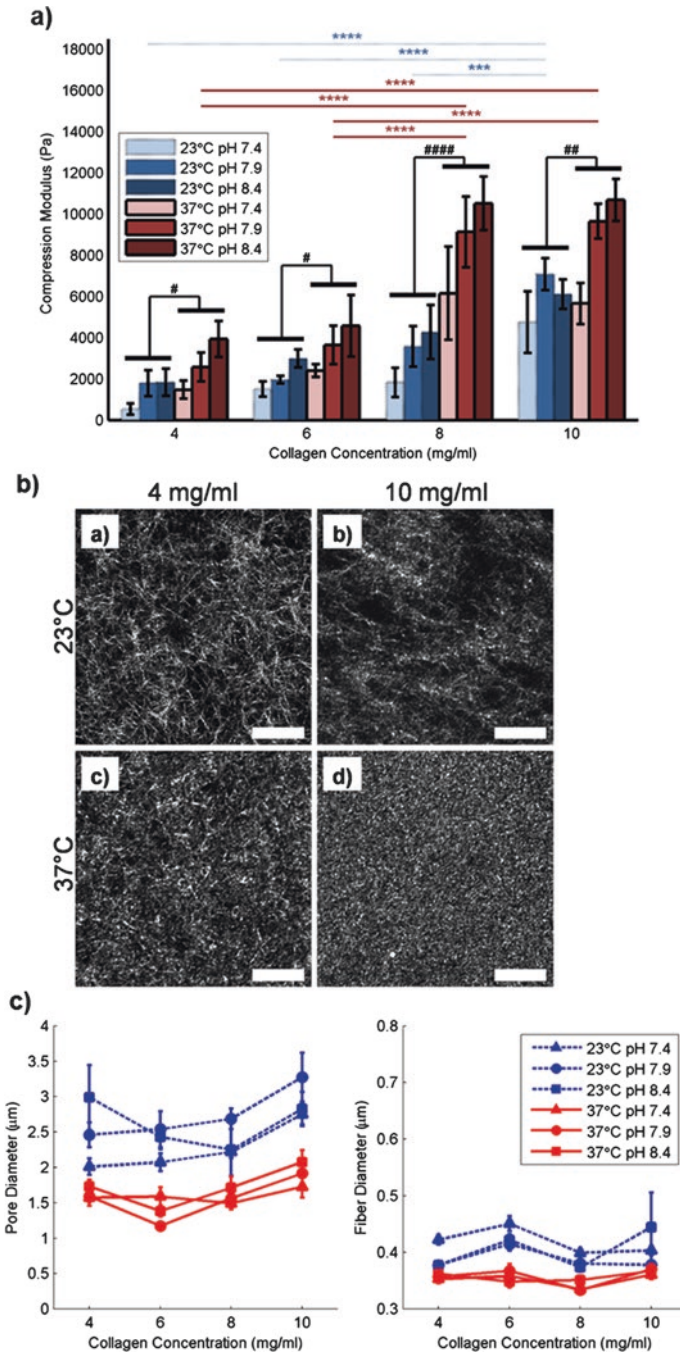 a)
****
****
***
****
****
****
****
18000
16000
14000
12000
10000
8000
6000
4000
2000
0
Compression Modulus (Pa)
23°C pH 7.4
23°C pH 7.9
23°C pH 8.4
37°C pH 7.4
37°C pH 7.9
37°C pH 8.4
#
#
####
##
4 6 8 10
Collagen Concentration (mg/ml)
b)
4 mg/ml 10 mg/ml
23°C
a)
b)
37°C
c)
d)
c)
4
3.5
3
2.5
2
1.5
1
0.5
0
Pore Diameter (μm)
4 6 8 10
Collagen Concentration (mg/ml)
0.8
0.7
0.6
0.5
0.4
0.3
Fiber Diameter (μm)
23°C pH 7.4
23°C pH 7.9
23°C pH 8.4
37°C pH 7.4
37°C pH 7.9
37°C pH 8.4
4 6 8 10
Collagen Concentration (mg/ml)